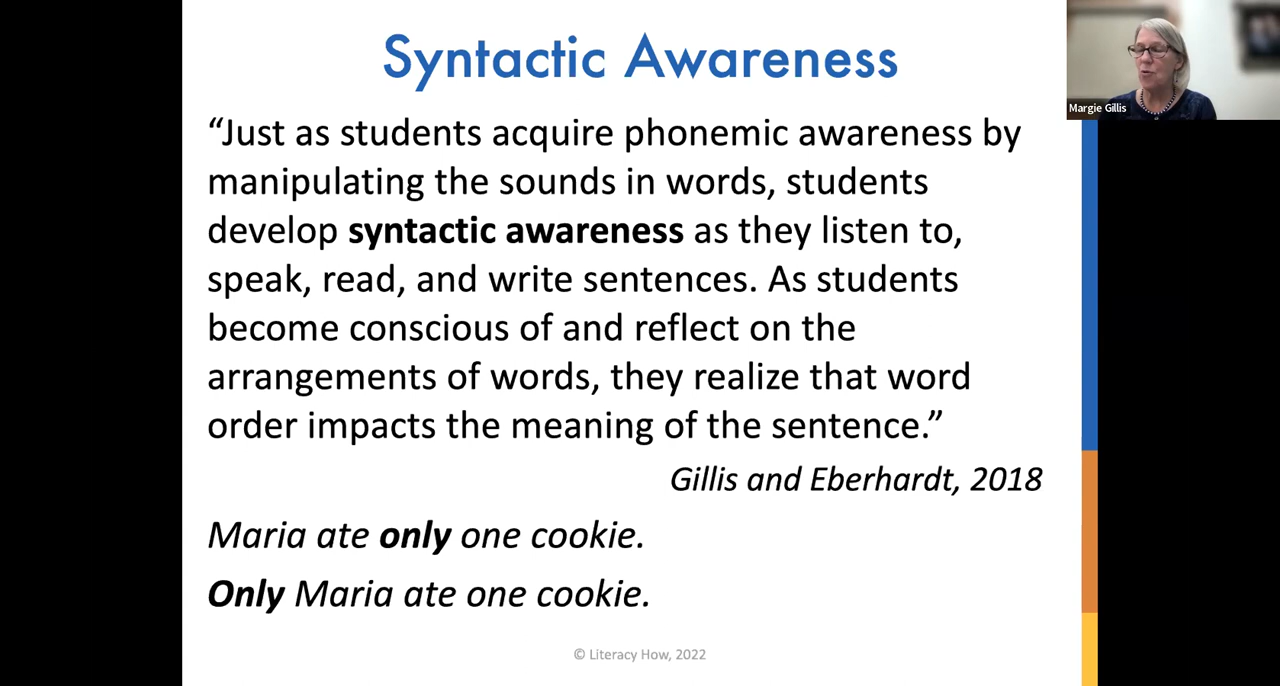 Syntactic Awareness
Margie Gillis
“Just as students acquire phonemic awareness by
manipulating the sounds in words, students
develop syntactic awareness as they listen to,
speak, read, and write sentences. As students
become conscious of and reflect on the
arrangements of words, they realize that word
order impacts the meaning of the sentence.”
Gillis and Eberhardt, 2018
Maria ate only one cookie.
Only Maria ate one cookie.
© Literacy How, 2022